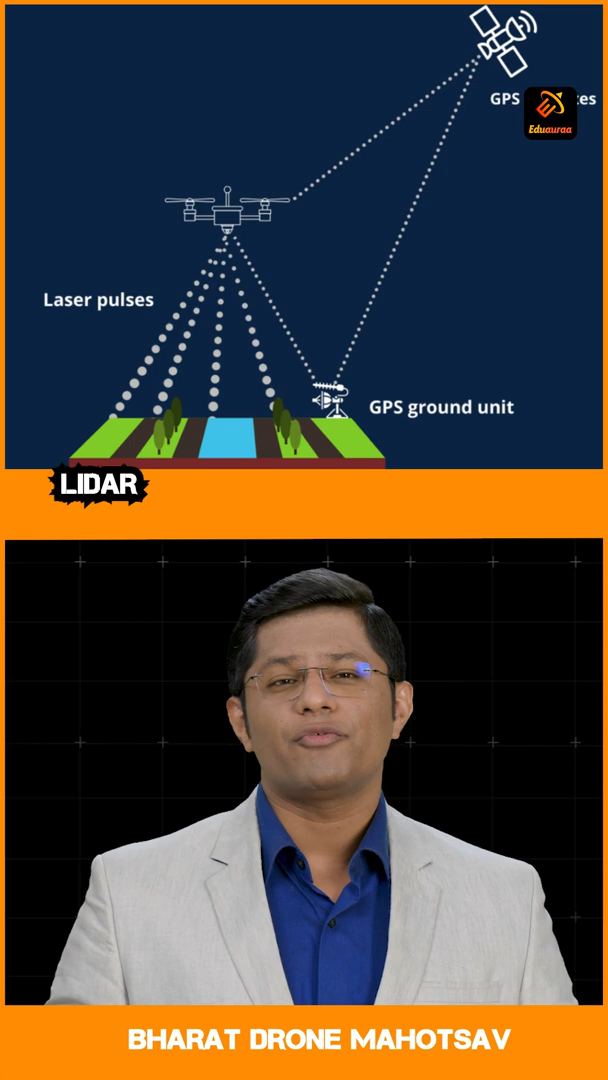 GPS
Eduauraa
Laser pulses
GPS ground unit
LIDAR
BHARAT DRONE MAHOTSAV